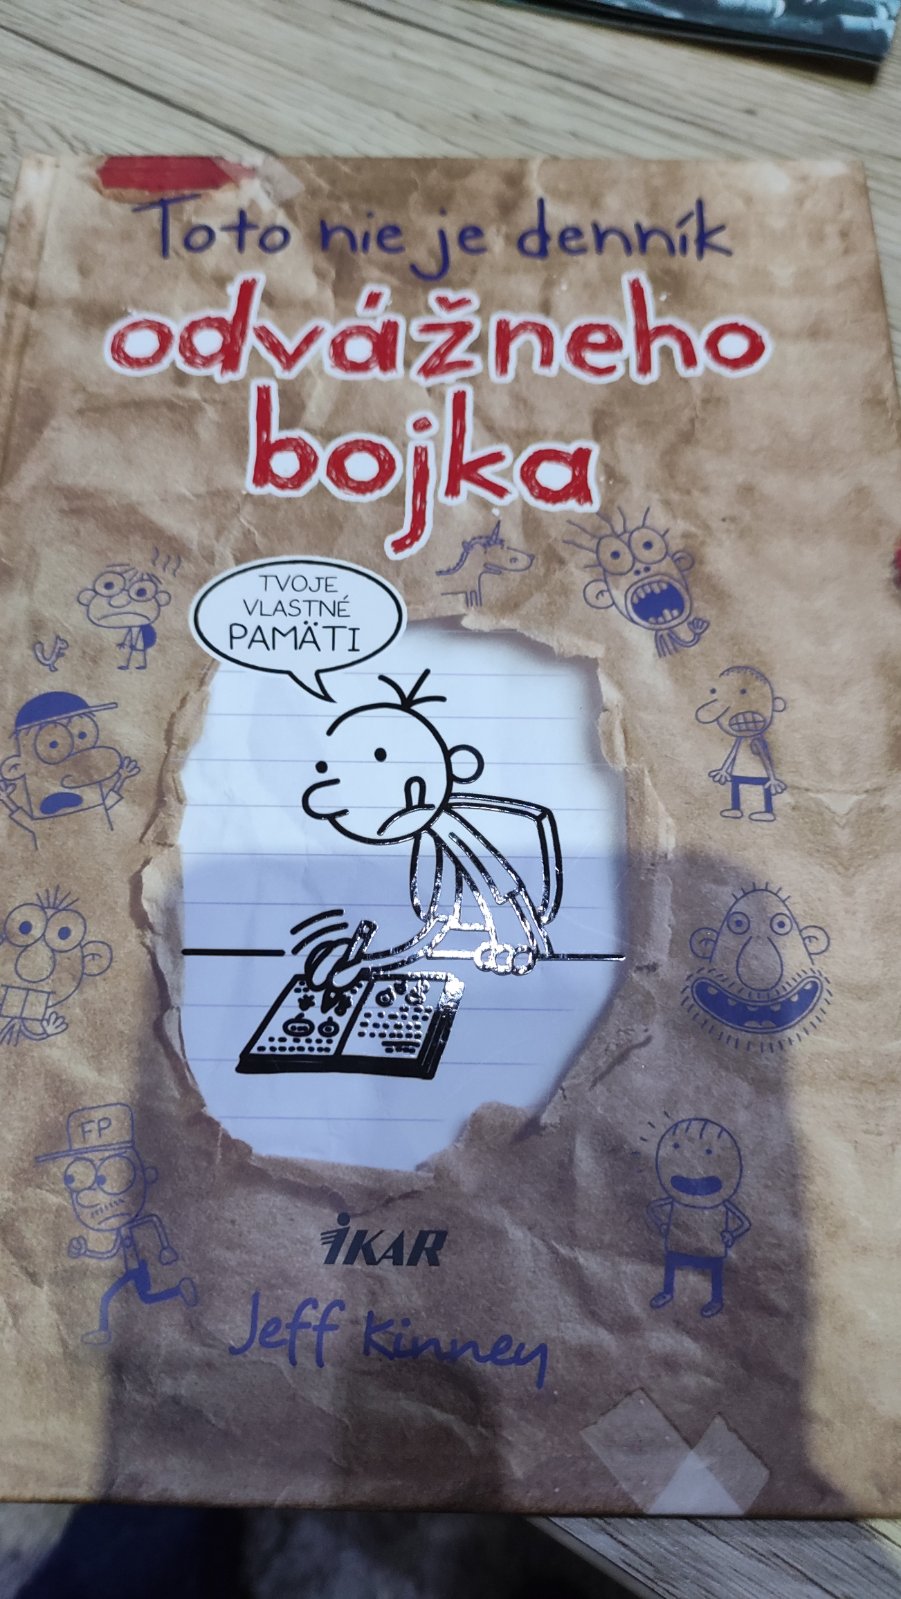 Toto nie je denník
odvážneho
bojka
TVOJE
VLASTNÉ
PAMÄTI
FP
IKAR
Jeff Kinney